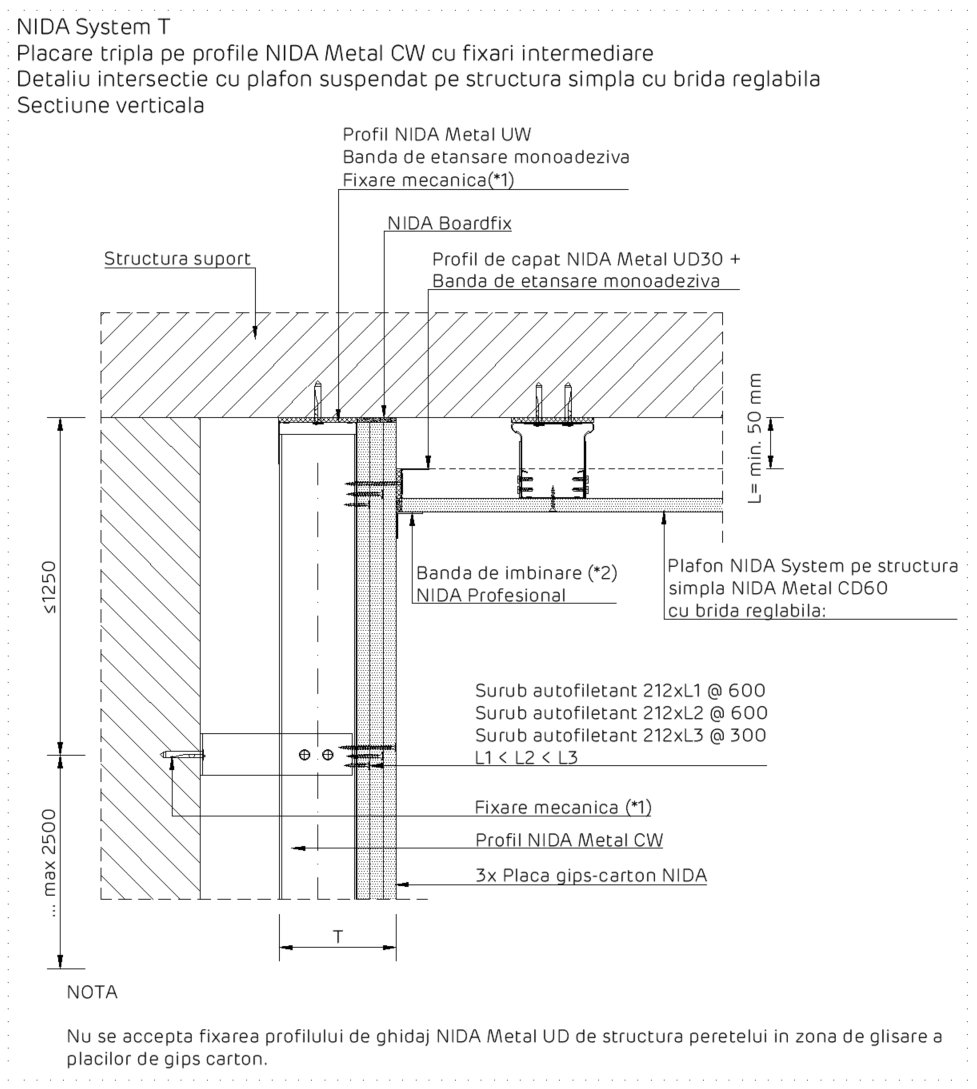 NIDA System T
Placare tripla pe profile NIDA Metal CW cu fixari intermediare
Detaliu intersectie cu plafon suspendat pe structura simpla cu brida reglabila
Sectiune verticala
Profil NIDA Metal UW
Banda de etansare monoadeziva
Fixare mecanica(*1)
NIDA Boardfix
Structura suport
Profil de capat NIDA Metal UD30 +
Banda de etansare monoadeziva
L= min. 50 mm
≤1250
Banda de imbinare (*2)
NIDA Profesional
Plafon NIDA System pe structura
simpla NIDA Metal CD60
cu brida reglabila:
Surub autofiletant 212xL1 @ 600
Surub autofiletant 212xL2 @ 600
Surub autofiletant 212xL3 @ 300
L1 < L2 < L3
Fixare mecanica (*1)
Profil NIDA Metal CW
3x Placa gips-carton NIDA
... max 2500
T
NOTA
Nu se accepta fixarea profilului de ghidaj NIDA Metal UD de structura peretelui in zona de glisare a
placilor de gips carton.